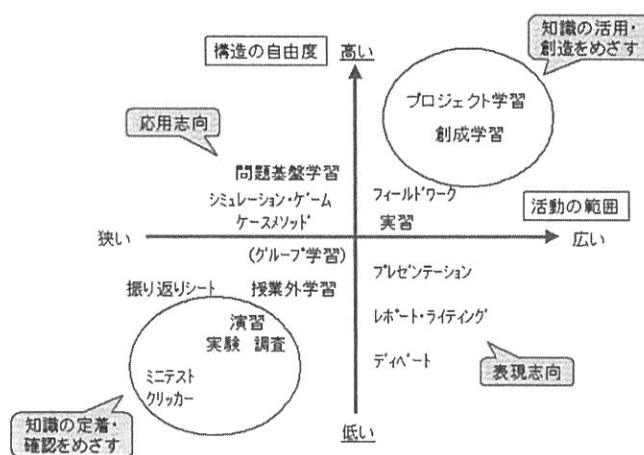 構造の自由度
高い
知識の活用・
創造をめざす
プロジェクト学習
創成学習
応用志向
問題基盤学習
シミュレーション・ゲーム
ケースメソッド
フィールドワーク
実習
活動の範囲
狭い
広い
(グループ学習)
振り返りシート
授業外学習
プレゼンテーション
演習
実験 調査
レポート・ライティング
ミニテスト
クリッカー
ディベート
表現志向
知識の定着・
確認をめざす
低い